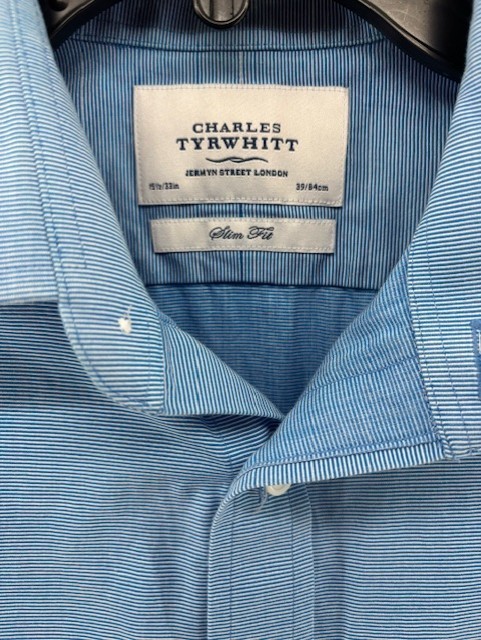 CHARLES
TYRWHITT
JERMYN STREET LONDON
15½/33in 39/84cm
Slim Fit